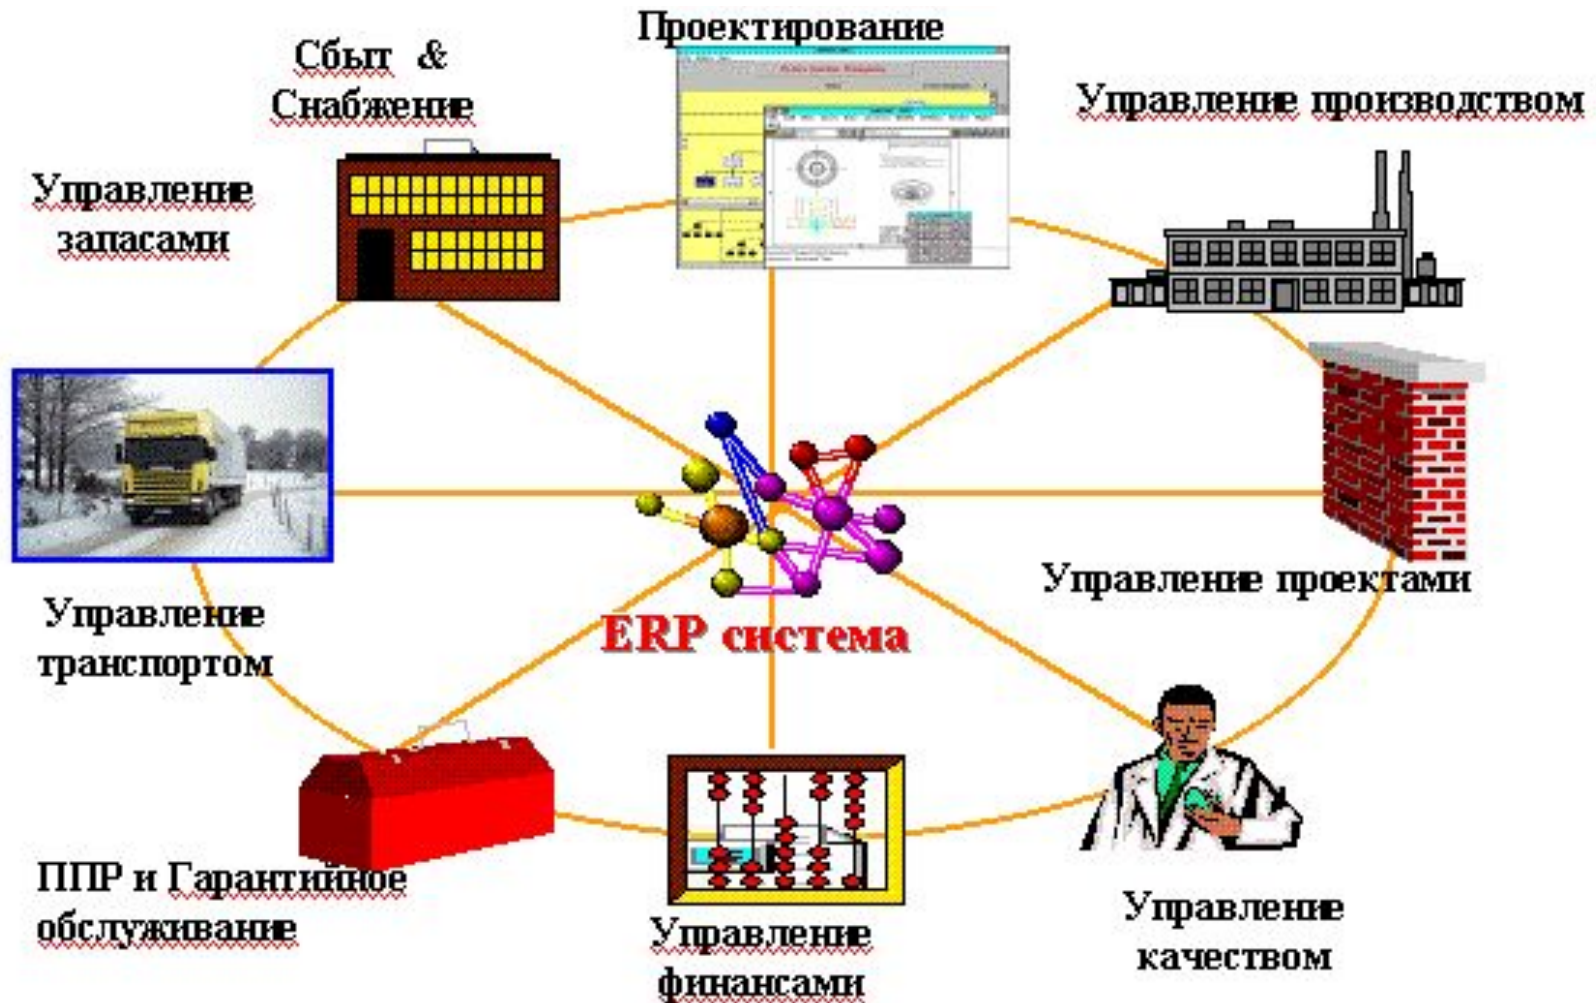 Проектирование
Сбыт &
Снабжение
Управление производством
Управление
запасами
Управление проектами
Управление
транспортом
ERP система
ППР и Гарантийное
обслуживание
Управление
качеством
Управление
финансами